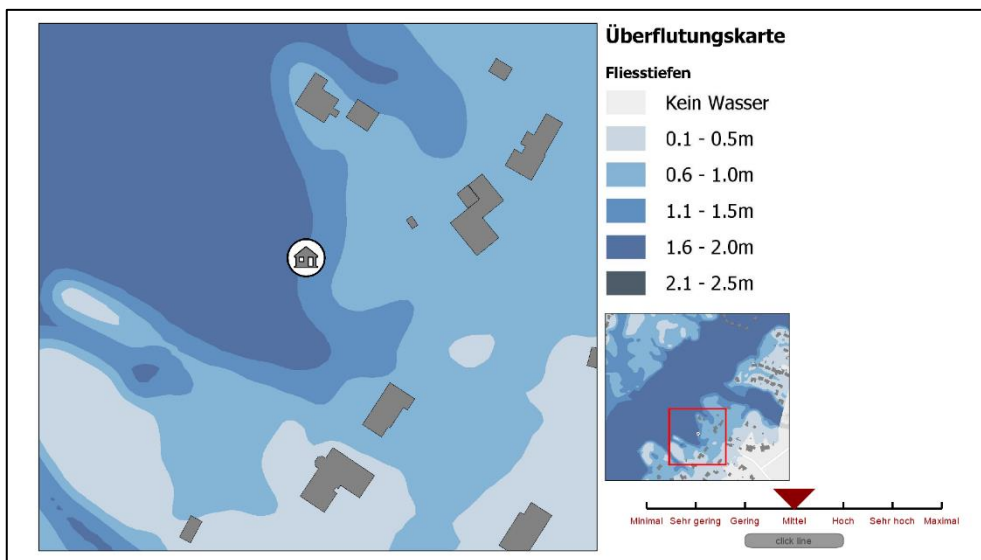 Überflutungskarte
Fliesstiefen
Kein Wasser
0.1 - 0.5m
0.6 - 1.0m
1.1 - 1.5m
1.6 - 2.0m
2.1 - 2.5m
Minimal Sehr gering Gering Mittel Hoch Sehr hoch Maximal
click line